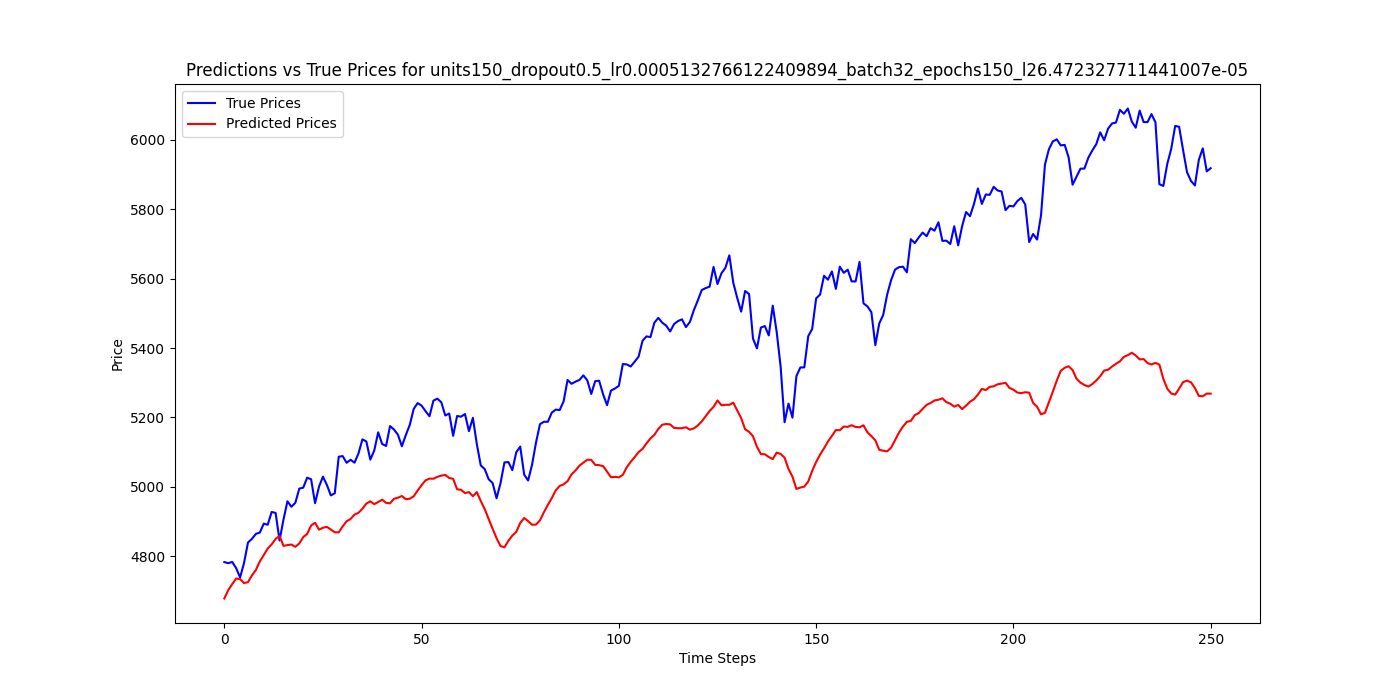 Predictions vs True Prices for units150_dropout0.5_lr0.0005132766122409894_batch32_epochs150_l26.472327711441007e-05
True Prices
Predicted Prices
6000
5800
5600
5400
5200
5000
4800
Price
0 50 100 150 200 250
Time Steps